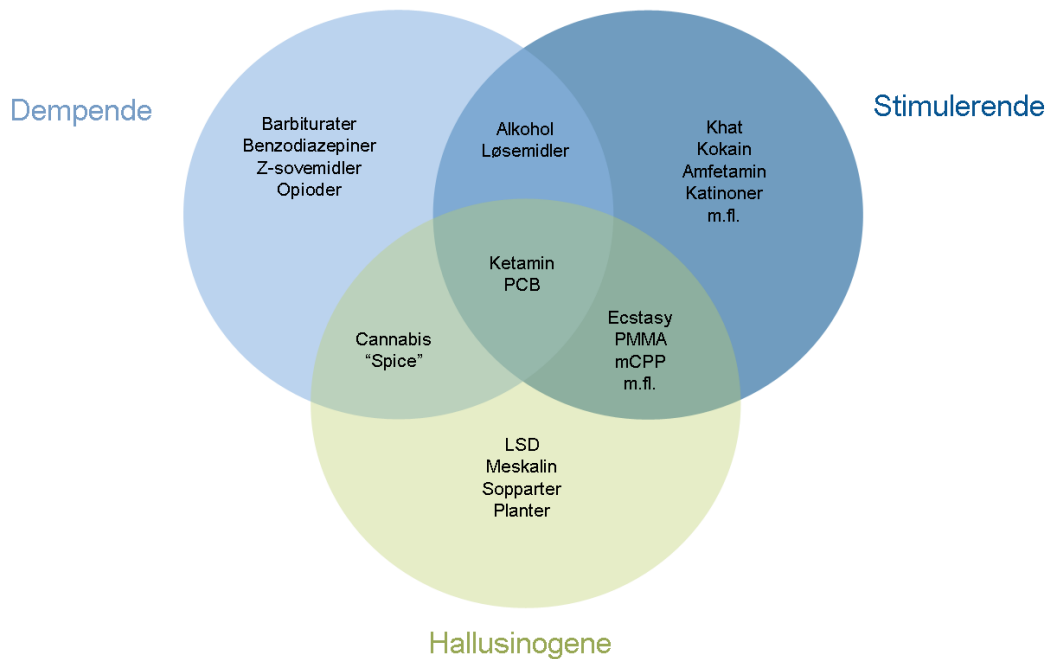 Dempende
Stimulerende
Barbiturater
Benzodiazepiner
Z-sovemidler
Opioder
Alkohol
Løsemidler
Khat
Kokain
Amfetamin
Katinoner
m.fl.
Ketamin
PCB
Cannabis
“Spice”
Ecstasy
PMMA
mCPP
m.fl.
LSD
Meskalin
Sopparter
Planter
Hallusinogene